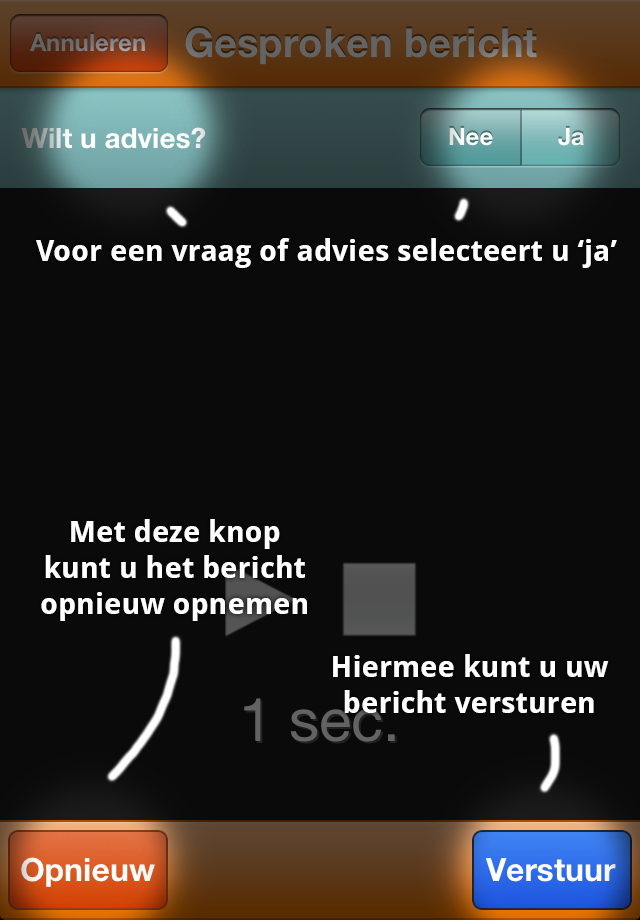 Annuleren Gesproken bericht
Wilt u advies? Nee Ja
Voor een vraag of advies selecteert u ‘ja’
Met deze knop
kunt u het bericht
opnieuw opnemen
Hiermee kunt u uw
bericht versturen
1 sec.
Opnieuw Verstuur